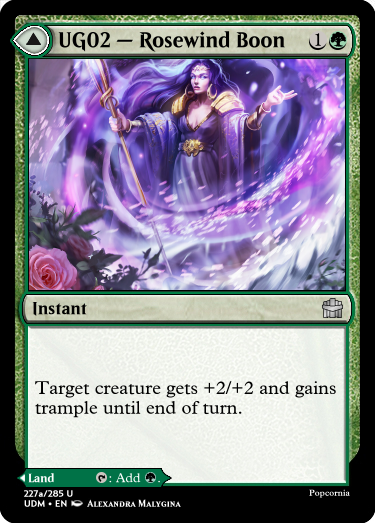 UG02 — Rosewind Boon 1
Instant
Target creature gets +2/+2 and gains
trample until end of turn.
Land : Add .
227a/285 U Popcornia
UDM • EN Alexandra Malygina